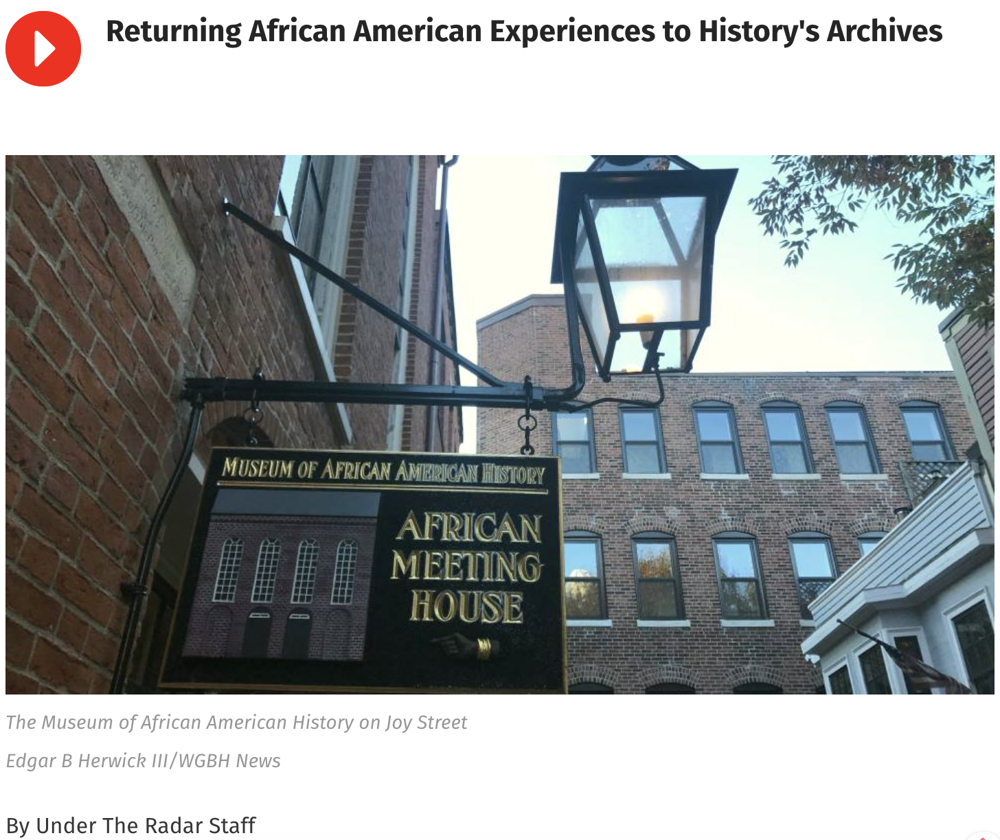 Returning African American Experiences to History's Archives
MUSEUM OF AFRICAN AMERICAN HISTORY
AFRICAN
MEETING
HOUSE
The Museum of African American History on Joy Street
Edgar B Herwick III/WGBH News
By Under The Radar Staff